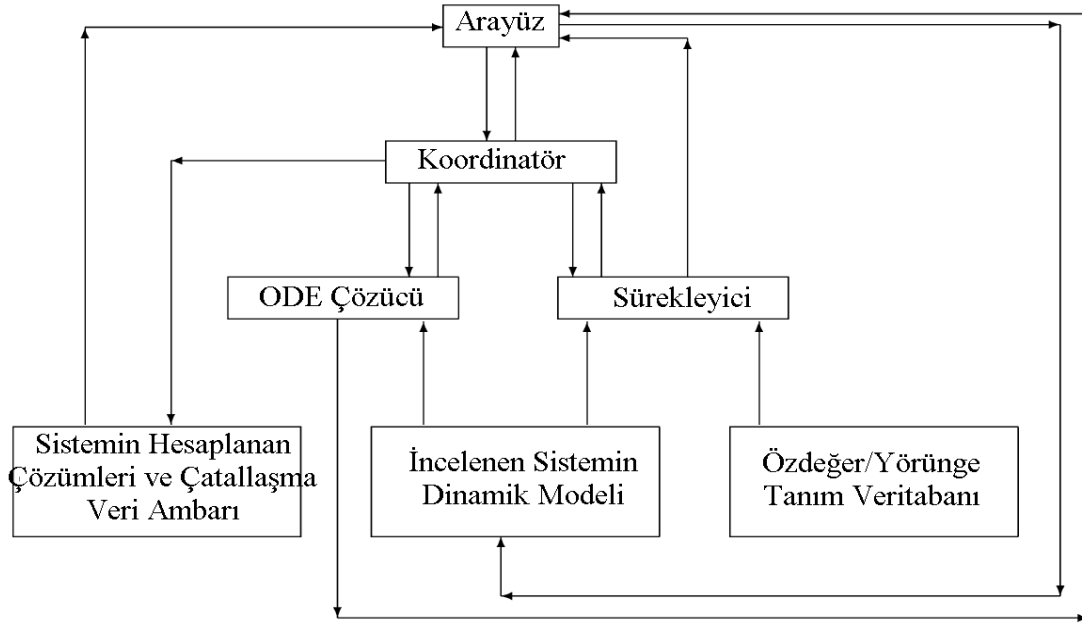 Arayüz
Koordinatör
ODE Çözücü
Sürekleyici
Sistemin Hesaplanan
Çözümleri ve Çatallaşma
Veri Ambarı
İncelenen Sistemin
Dinamik Modeli
Özdeğer/Yörünge
Tanım Veritabanı